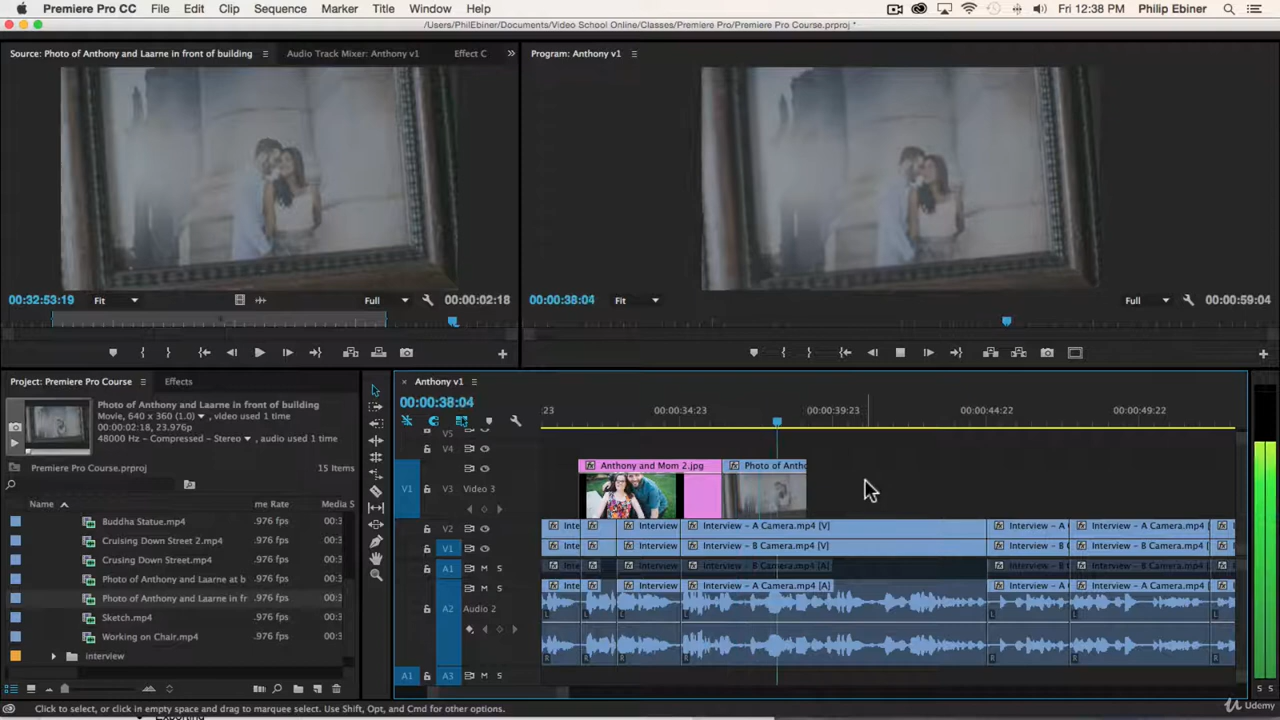 Premiere Pro CC File Edit Clip Sequence Marker Title Window Help Fri 12:38 PM Philip Ebiner
/Users/PhilEbiner/Documents/Video School Online/Classes/Premiere Pro/Premiere Pro Course.prproj *
Source: Photo of Anthony and Laarne in front of building Audio Track Mixer: Anthony v1 Effect C Program: Anthony v1
00:32:53:19 Fit Full 00:00:02:18 00:00:38:04 Fit Full 00:00:59:04
Project: Premiere Pro Course Effects × Anthony v1
Photo of Anthony and Laarne in front of building
Movie, 640 x 360 (1.0) , video used 1 time
00:00:02:18, 23.976p
48000 Hz - Compressed - Stereo , audio used 1 time
Premiere Pro Course.prproj 15 Items
Name me Rate Media S
Buddha Statue.mp4 .976 fps 00:3
Cruising Down Street 2.mp4 .976 fps 00:3
Crusing Down Street.mp4 .976 fps 00:3
Photo of Anthony and Laarne at b .976 fps 00:3
Photo of Anthony and Laarne in fr .976 fps 00:3
Sketch.mp4 .976 fps 00:3
Working on Chair.mp4 .976 fps 00:3
interview
00:00:38:04
:23 00:00:34:23 00:00:39:23 00:00:44:22 00:00:49:22
V5
V4
Anthony and Mom 2.jpg Photo of Antho
V1 Video 3
V2 Inte Interview Interview - A Camera.mp4 [V] Interview - A Interview - A Camera.mp4 [
V1 Inte Interview Interview - B Camera.mp4 [V] Interview - B Interview - B Camera.mp4 [
A1 M S Inte Interview Interview - B Camera.mp4 [A] Interview - B Interview - B Camera.mp4 [
M S Inte Interview Interview - A Camera.mp4 [A] Interview - A Interview - A Camera.mp4 [
A2 Audio 2
L L L L L L
R R R R R R
A1 A3 M S
S S
Click to select, or click in empty space and drag to marquee select. Use Shift, Opt, and Cmd for other options.
Udemy
Exporting